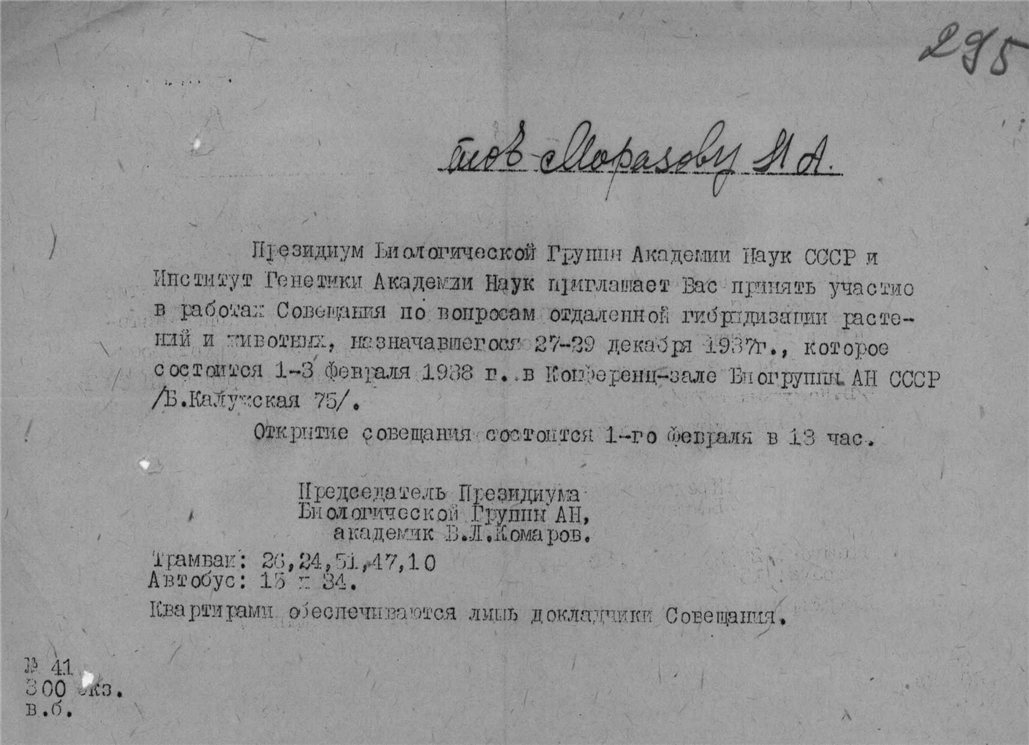 295
тов Морозову Н А.
Президиум Биологической Группы Академии Наук СССР и
Институт Генетики Академии Наук приглашает Вас принять участие
в работах Совещания по вопросам отдаленной гибридизации расте-
ний и животных, назначавшегося 27-29 декабря 1937г., которое
состоится 1-3 февраля 1938 г. в Конференц-зале Биогруппы АН СССР
/Б.Калужская 75/.
Открытие совещания состоится 1-го февраля в 13 час.
Председатель Президиума
Биологической Группы АН,
академик В.Л.Комаров.
Трамваи: 26,24,51,47,10
Автобус: 15 и 34.
Квартирами обеспечиваются лишь докладчики Совещания.
№ 41
300 экз.
в.б.